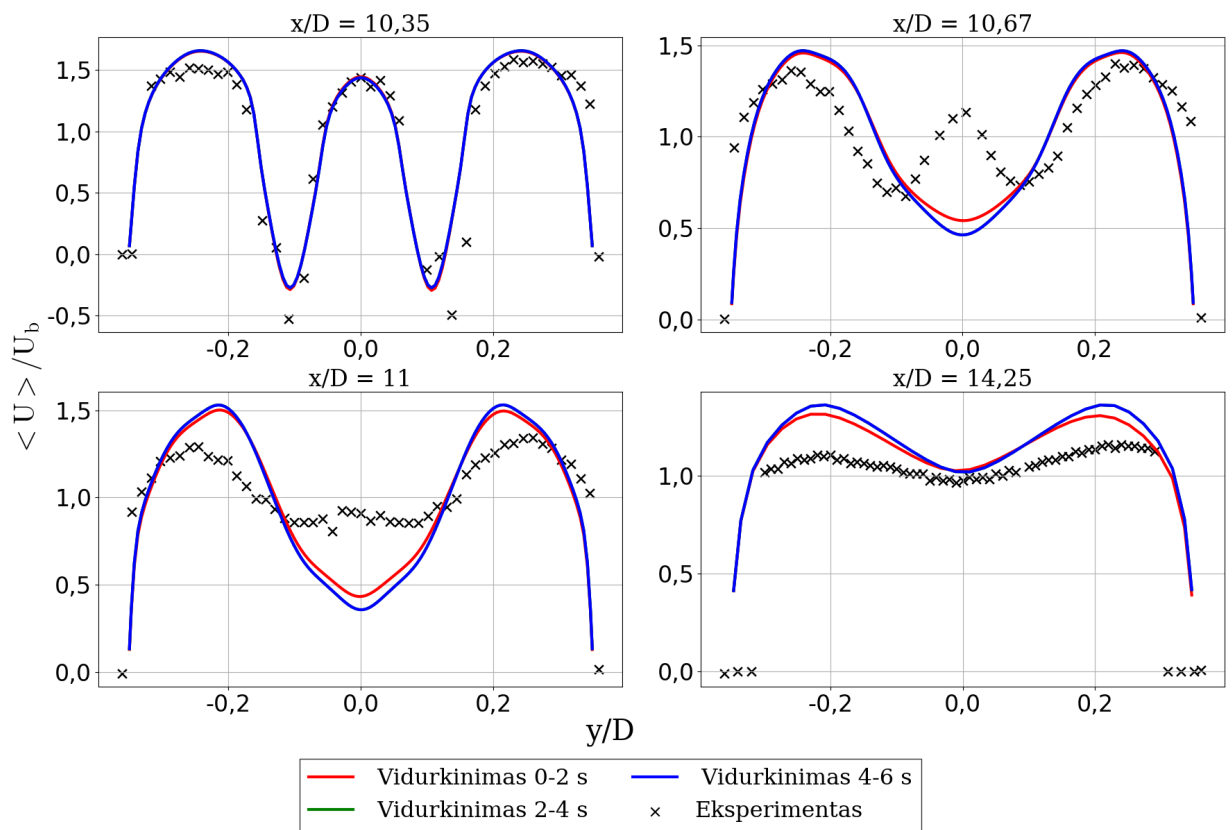 x/D = 10,35
x/D = 10,67
1,5
1,0
0,5
0,0
-0,5
-0,2
0,0
0,2
1,5
1,0
0,5
0,0
-0,2
0,0
0,2
< U > /U_b
x/D = 11
x/D = 14,25
1,5
1,0
0,5
0,0
-0,2
0,0
0,2
1,5
1,0
0,5
0,0
-0,2
0,0
0,2
y/D
Vidurkinimas 0-2 s
Vidurkinimas 4-6 s
Vidurkinimas 2-4 s
Eksperimentas